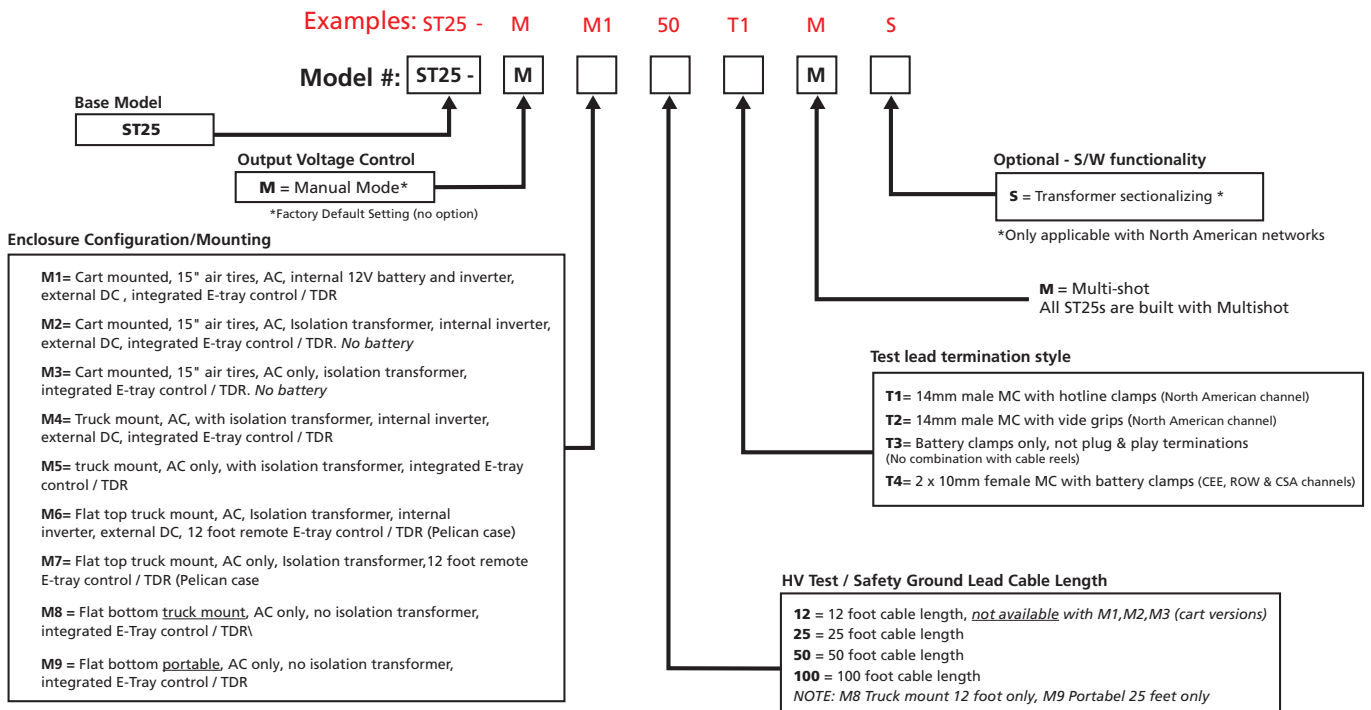 Examples: ST25 - M M1 50 T1 M S
Model #: ST25 - M M
Base Model
ST25
Output Voltage Control
M = Manual Mode*
*Factory Default Setting (no option)
Enclosure Configuration/Mounting
M1= Cart mounted, 15" air tires, AC, internal 12V battery and inverter,
external DC , integrated E-tray control / TDR
M2= Cart mounted, 15" air tires, AC, Isolation transformer, internal inverter,
external DC, integrated E-tray control / TDR. No battery
M3= Cart mounted, 15" air tires, AC only, isolation transformer,
integrated E-tray control / TDR. No battery
M4= Truck mount, AC, with isolation transformer, internal inverter,
external DC, integrated E-tray control / TDR
M5= truck mount, AC only, with isolation transformer, integrated E-tray
control / TDR
M6= Flat top truck mount, AC, Isolation transformer, internal
inverter, external DC, 12 foot remote E-tray control / TDR (Pelican case)
M7= Flat top truck mount, AC only, Isolation transformer,12 foot remote
E-tray control / TDR (Pelican case
M8 = Flat bottom truck mount, AC only, no isolation transformer,
integrated E-Tray control / TDR\
M9 = Flat bottom portable, AC only, no isolation transformer,
integrated E-Tray control / TDR
Optional - S/W functionality
S = Transformer sectionalizing *
*Only applicable with North American networks
M = Multi-shot
All ST25s are built with Multishot
Test lead termination style
T1= 14mm male MC with hotline clamps (North American channel)
T2= 14mm male MC with vide grips (North American channel)
T3= Battery clamps only, not plug & play terminations
(No combination with cable reels)
T4= 2 x 10mm female MC with battery clamps (CEE, ROW & CSA channels)
HV Test / Safety Ground Lead Cable Length
12 = 12 foot cable length, not available with M1,M2,M3 (cart versions)
25 = 25 foot cable length
50 = 50 foot cable length
100 = 100 foot cable length
NOTE: M8 Truck mount 12 foot only, M9 Portabel 25 feet only